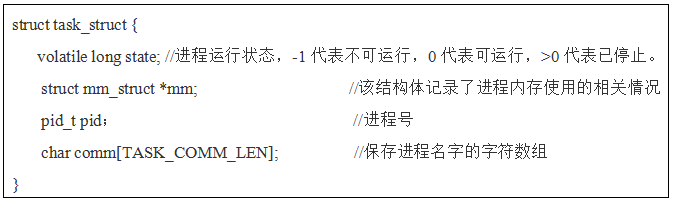 struct task_struct {
volatile long state; //进程运行状态，-1 代表不可运行，0 代表可运行，>0 代表已停止。
struct mm_struct *mm; //该结构体记录了进程内存使用的相关情况
pid_t pid； //进程号
char comm[TASK_COMM_LEN]; //保存进程名字的字符数组
}